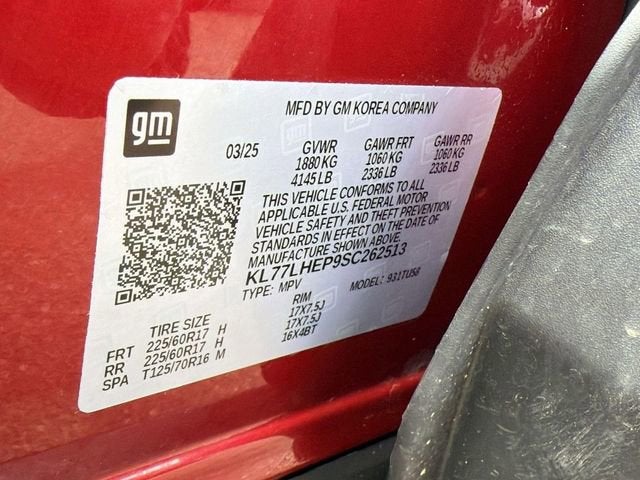 gm
MFD BY GM KOREA COMPANY
03/25 GVWR GAWR FRT GAWR RR
1880 KG 1060 KG 1060 KG
4145 LB 2336 LB 2336 LB
THIS VEHICLE CONFORMS TO ALL
APPLICABLE U.S. FEDERAL MOTOR
VEHICLE SAFETY AND THEFT PREVENTION
STANDARDS IN EFFECT ON THE DATE OF
MANUFACTURE SHOWN ABOVE.
KL77LHEP9SC262513
TYPE: MPV MODEL: 931TU58
TIRE SIZE RIM
FRT 225/60R17 H 17X7.5J
RR 225/60R17 H 17X7.5J
SPA T125/70R16 M 16X4BT